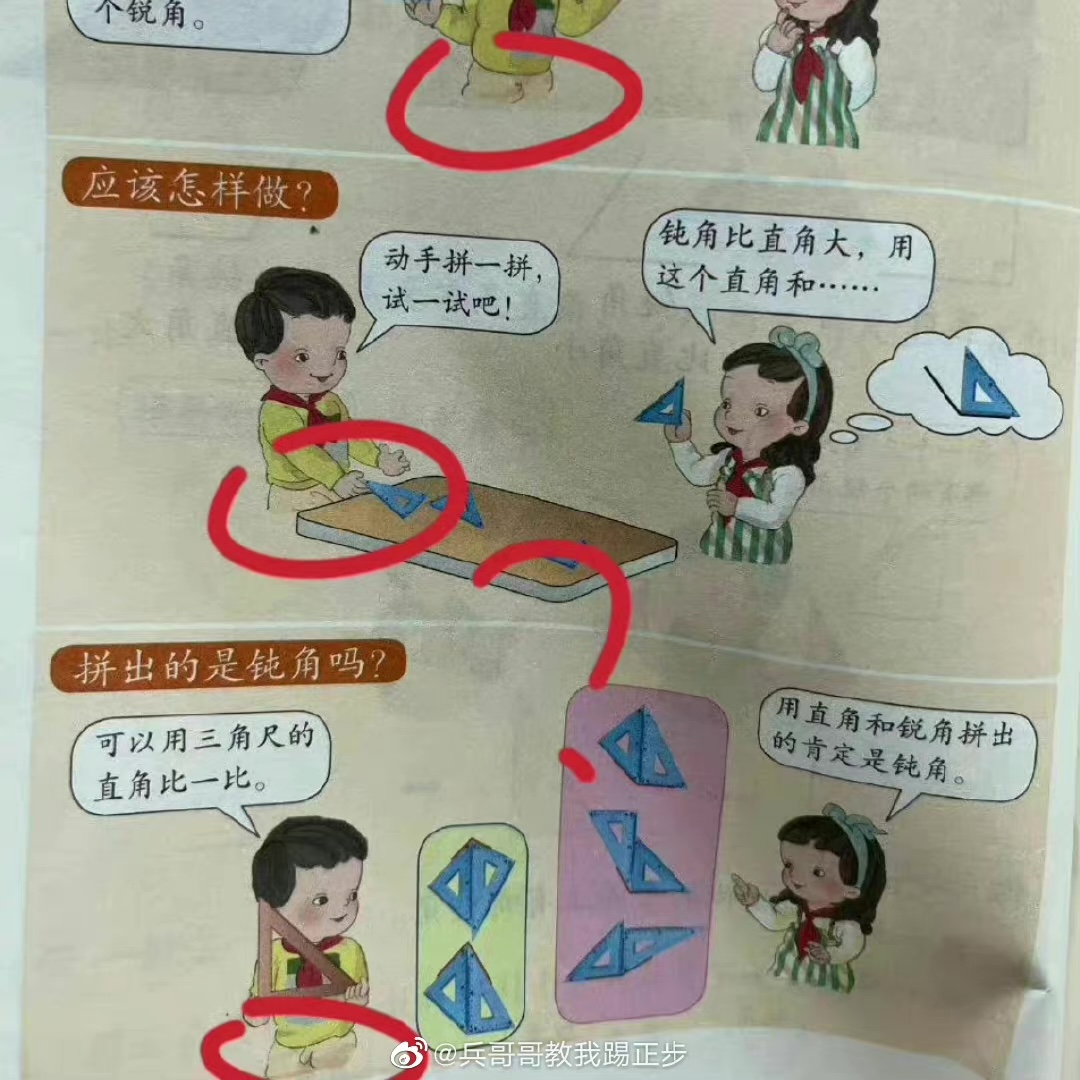 个锐角。
应该怎样做?
动手拼一拼,
试一试吧!
钝角比直角大,用
这个直角和……
拼出的是钝角吗?
可以用三角尺的
直角比一比。
用直角和锐角拼出
的肯定是钝角。
@兵哥哥教我踢正步